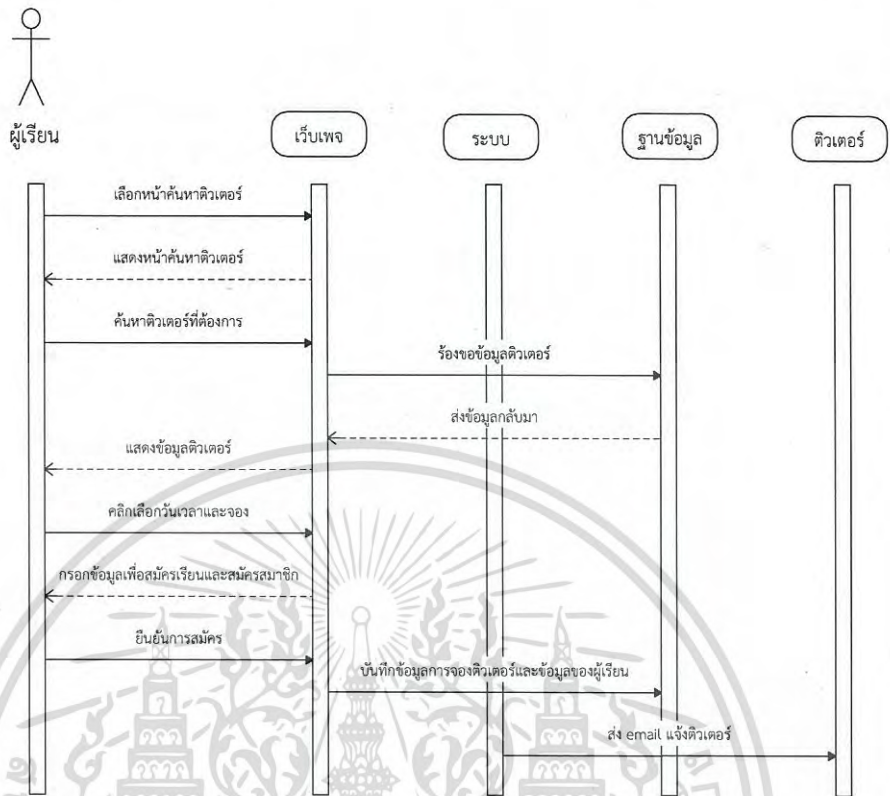 ผู้เรียน
เว็บเพจ
ระบบ
ฐานข้อมูล
ติวเตอร์
เลือกหน้าค้นหาติวเตอร์
แสดงหน้าค้นหาติวเตอร์
ค้นหาติวเตอร์ที่ต้องการ
ร้องขอข้อมูลติวเตอร์
ส่งข้อมูลกลับมา
แสดงข้อมูลติวเตอร์
คลิกเลือกวันเวลาและจอง
กรอกข้อมูลเพื่อสมัครเรียนและสมัครสมาชิก
ยืนยันการสมัคร
บันทึกข้อมูลการจองติวเตอร์และข้อมูลของผู้เรียน
ส่ง email แจ้งติวเตอร์